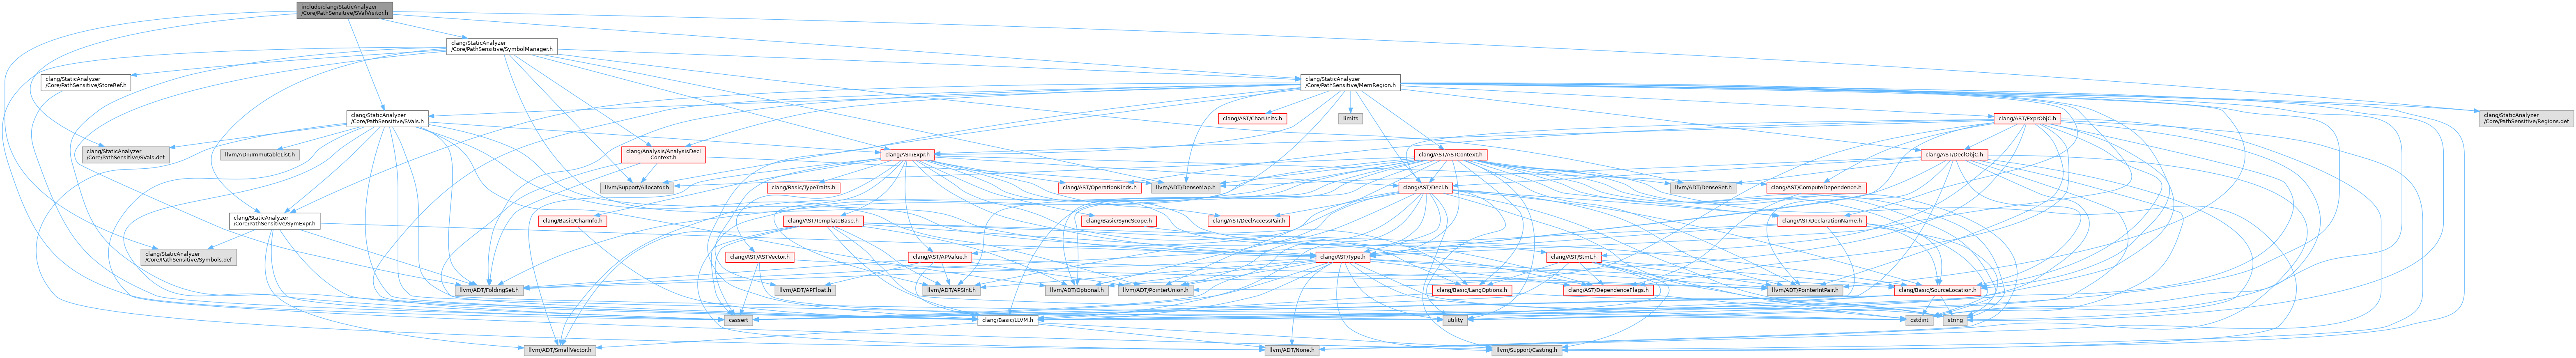 include/clang/StaticAnalyzer
/Core/PathSensitive/SValVisitor.h
clang/StaticAnalyzer
/Core/PathSensitive/SymbolManager.h
clang/StaticAnalyzer
/Core/PathSensitive/StoreRef.h
clang/StaticAnalyzer
/Core/PathSensitive/MemRegion.h
clang/StaticAnalyzer
/Core/PathSensitive/SVals.h
clang/AST/CharUnits.h
limits
clang/AST/ExprObjC.h
clang/StaticAnalyzer
/Core/PathSensitive/Regions.def
clang/StaticAnalyzer
/Core/PathSensitive/SVals.def
llvm/ADT/ImmutableList.h
clang/Analysis/AnalysisDecl
Context.h
clang/AST/Expr.h
clang/AST/ASTContext.h
clang/AST/DeclObjC.h
llvm/Support/Allocator.h
clang/Basic/TypeTraits.h
clang/AST/OperationKinds.h
llvm/ADT/DenseMap.h
clang/AST/Decl.h
llvm/ADT/DenseSet.h
clang/AST/ComputeDependence.h
clang/StaticAnalyzer
/Core/PathSensitive/SymExpr.h
clang/Basic/CharInfo.h
clang/AST/TemplateBase.h
clang/Basic/SyncScope.h
clang/AST/DeclAccessPair.h
clang/AST/DeclarationName.h
clang/StaticAnalyzer
/Core/PathSensitive/Symbols.def
clang/AST/ASTVector.h
clang/AST/APValue.h
clang/AST/Type.h
clang/AST/Stmt.h
llvm/ADT/FoldingSet.h
llvm/ADT/APFloat.h
llvm/ADT/APSInt.h
llvm/ADT/Optional.h
llvm/ADT/PointerUnion.h
clang/Basic/LangOptions.h
clang/AST/DependenceFlags.h
llvm/ADT/PointerIntPair.h
clang/Basic/SourceLocation.h
cassert
clang/Basic/LLVM.h
utility
cstdint
string
llvm/ADT/SmallVector.h
llvm/ADT/None.h
llvm/Support/Casting.h